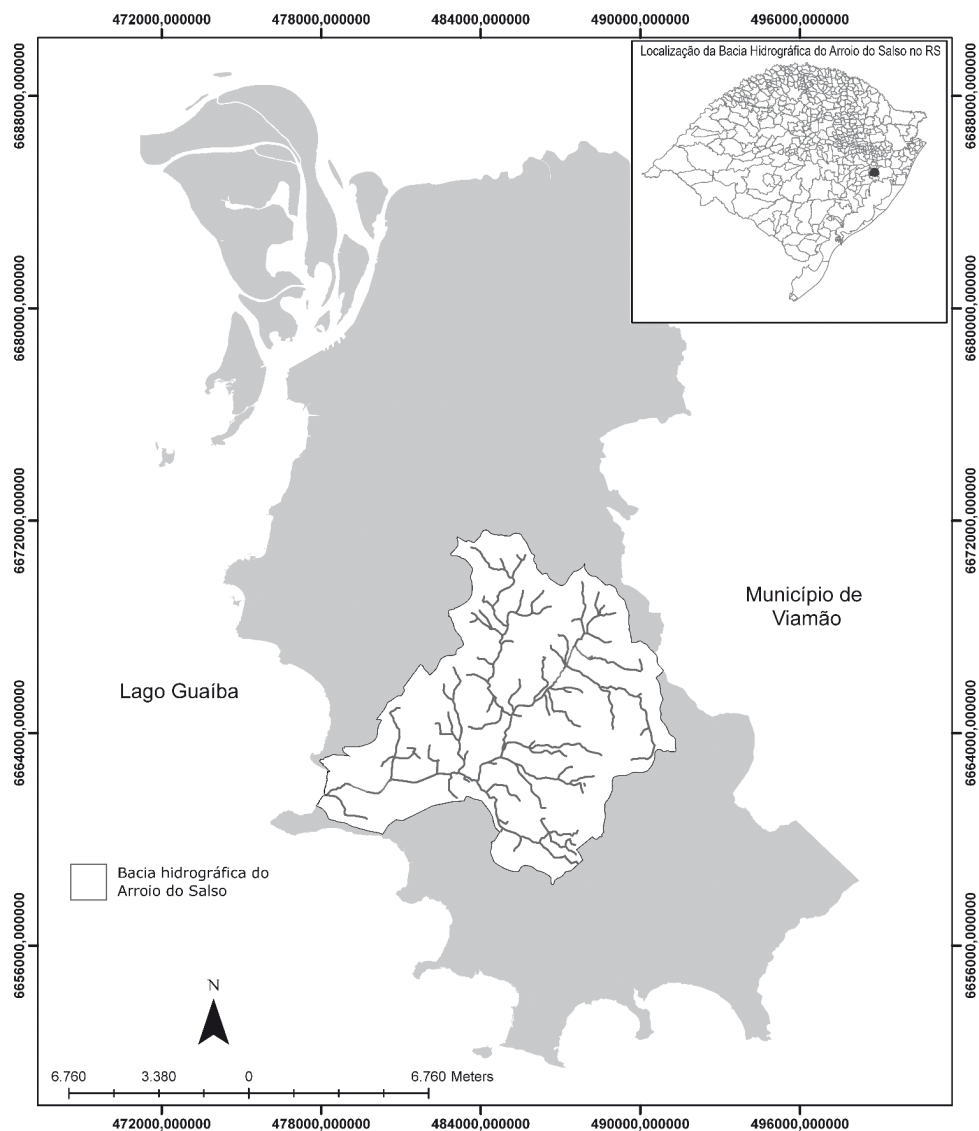 472000,000000
478000,000000
484000,000000
490000,000000
496000,000000
Localização da Bacia Hidrográfica do Arroio do Salso no RS
6688000,000000
6688000,000000
6680000,000000
6680000,000000
6672000,000000
6672000,000000
Município de
Viamão
Lago Guaíba
6664000,000000
6664000,000000
Bacia hidrográfica do
Arroio do Salso
6656000,000000
6656000,000000
N
6.760
3.380
0
6.760 Meters
472000,000000
478000,000000
484000,000000
490000,000000
496000,000000